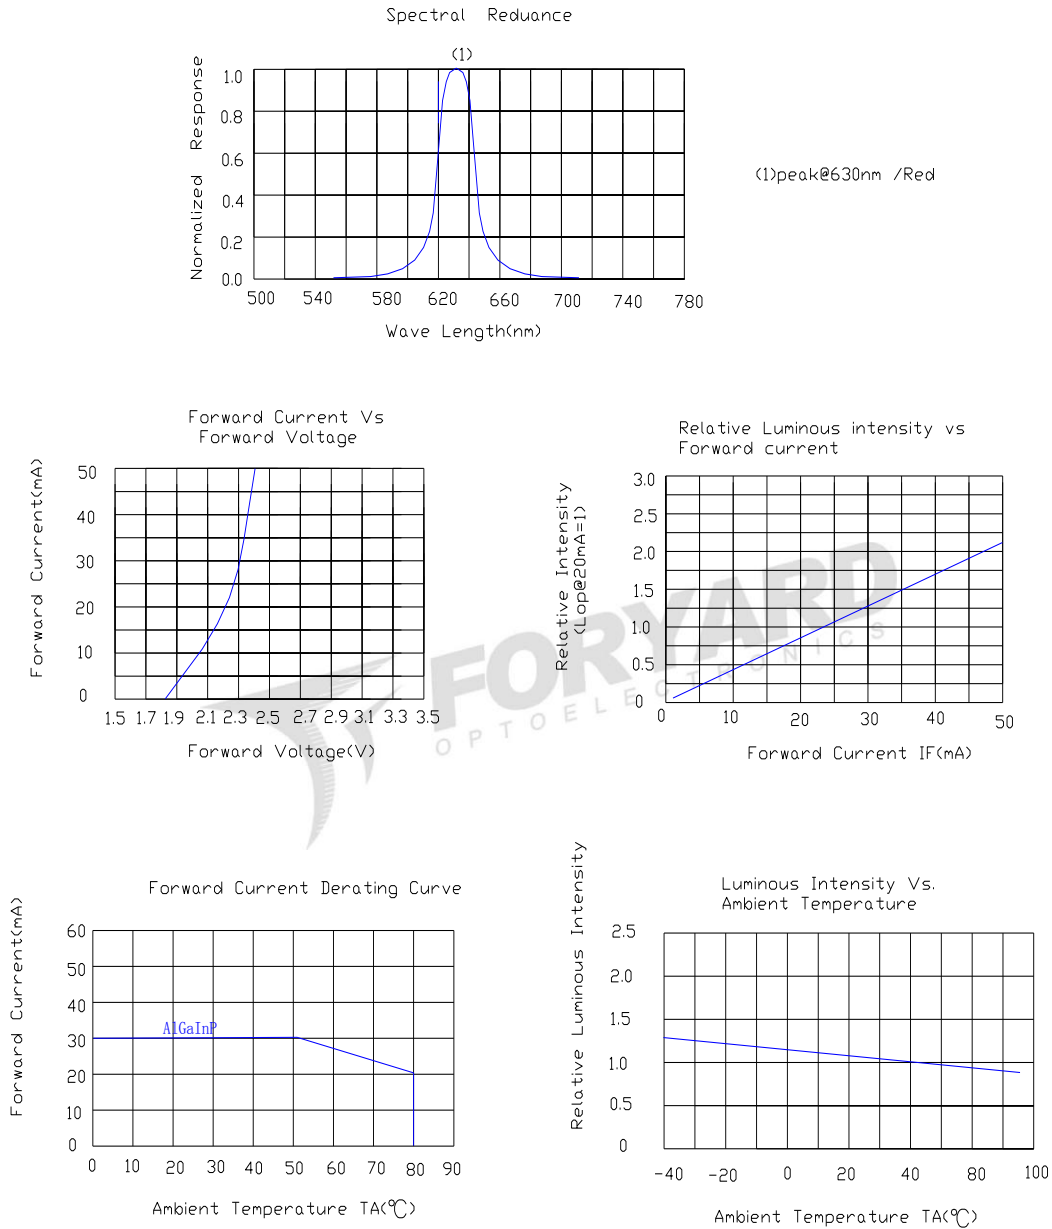 Spectral Reduance
(1)
Normalized Response
1.0
0.8
0.6
0.4
0.2
0.0
500 540 580 620 660 700 740 780
Wave Length(nm)
(1)peak@630nm /Red
Forward Current Vs
Forward Voltage
Forward Current(mA)
50
40
30
20
10
0
1.5 1.7 1.9 2.1 2.3 2.5 2.7 2.9 3.1 3.3 3.5
Forward Voltage(V)
Relative Luminous intensity vs
Forward current
Relative Intensity
(Lop@20mA=1)
3.0
2.5
2.0
1.5
1.0
0.5
0
0 10 20 30 40 50
Forward Current IF(mA)
FORYARD
OPTOELECTRONICS
Forward Current Derating Curve
Forward Current(mA)
60
50
40
30
20
10
0
AlGaInP
0 10 20 30 40 50 60 70 80 90
Ambient Temperature TA(℃)
Luminous Intensity Vs.
Ambient Temperature
Relative Luminous Intensity
2.5
2.0
1.5
1.0
0.5
0
-40 -20 0 20 40 80 100
Ambient Temperature TA(℃)